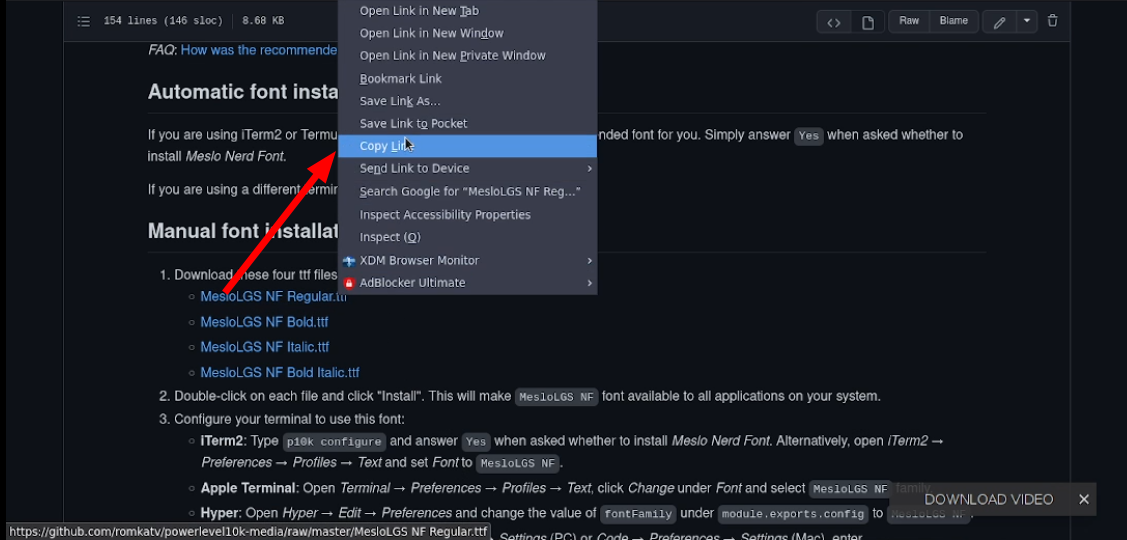 154 lines (146 sloc) 8.68 KB
Raw Blame
Open Link in New Tab
Open Link in New Window
Open Link in New Private Window
Bookmark Link
Save Link As...
Save Link to Pocket
Copy Link
Send Link to Device
Search Google for "MesloLGS NF Reg..."
Inspect Accessibility Properties
Inspect (Q)
XDM Browser Monitor
AdBlocker Ultimate
FAQ: How was the recommende
Automatic font insta
If you are using iTerm2 or Termu nded font for you. Simply answer Yes when asked whether to
install Meslo Nerd Font.
If you are using a different termin
Manual font installat
1. Download these four ttf files
MesloLGS NF Regular.ttf
MesloLGS NF Bold.ttf
MesloLGS NF Italic.ttf
MesloLGS NF Bold Italic.ttf
2. Double-click on each file and click "Install". This will make MesloLGS NF font available to all applications on your system.
3. Configure your terminal to use this font:
iTerm2: Type p10k configure and answer Yes when asked whether to install Meslo Nerd Font. Alternatively, open iTerm2 →
Preferences → Profiles → Text and set Font to MesloLGS NF.
Apple Terminal: Open Terminal → Preferences → Profiles → Text, click Change under Font and select MesloLGS NF family.
DOWNLOAD VIDEO
Hyper: Open Hyper → Edit → Preferences and change the value of fontFamily under module.exports.config to MesloLGS NF.
https://github.com/romkatv/powerlevel10k-media/raw/master/MesloLGS NF Regular.ttf
→ Settings (PC) or Code → Preferences → Settings (Mac), enter